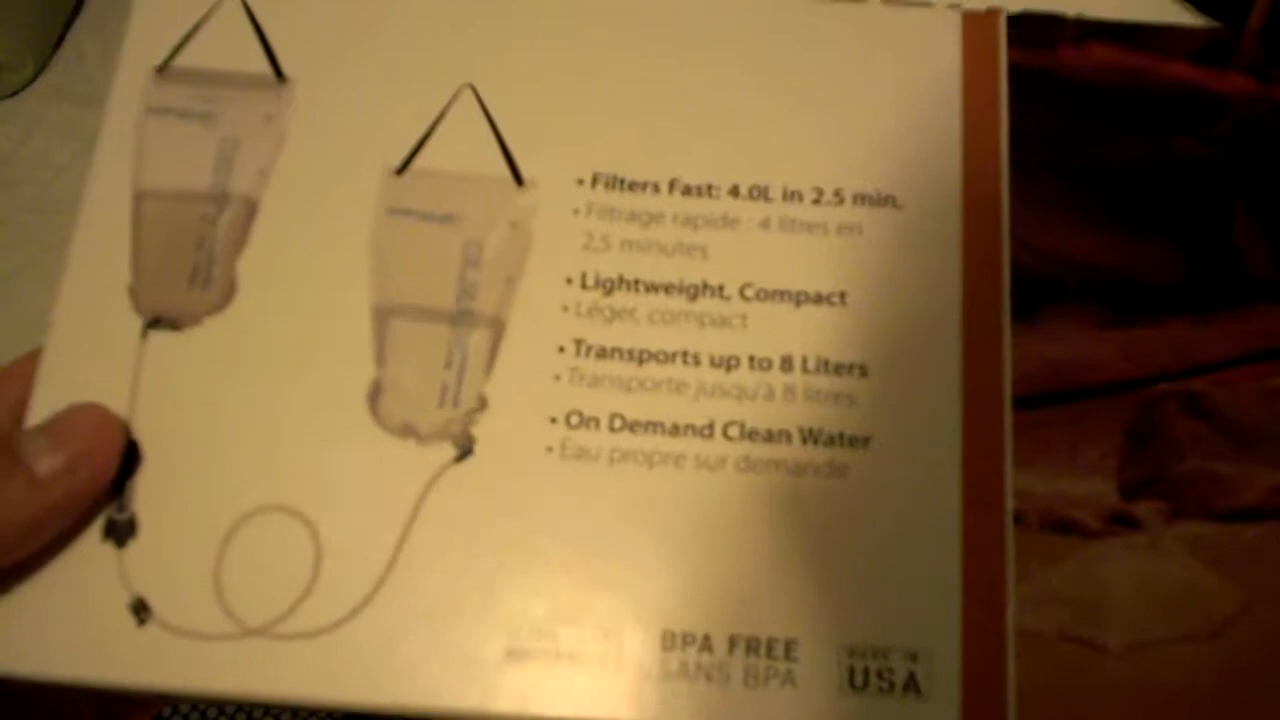 • Filters Fast: 4.0L in 2.5 min.
• Filtrage rapide : 4 litres en
2,5 minutes
• Lightweight, Compact
• Léger, compact
• Transports up to 8 Liters
• Transporte jusqu'à 8 litres
• On Demand Clean Water
• Eau propre sur demande
BPA FREE
SANS BPA
MADE IN
USA